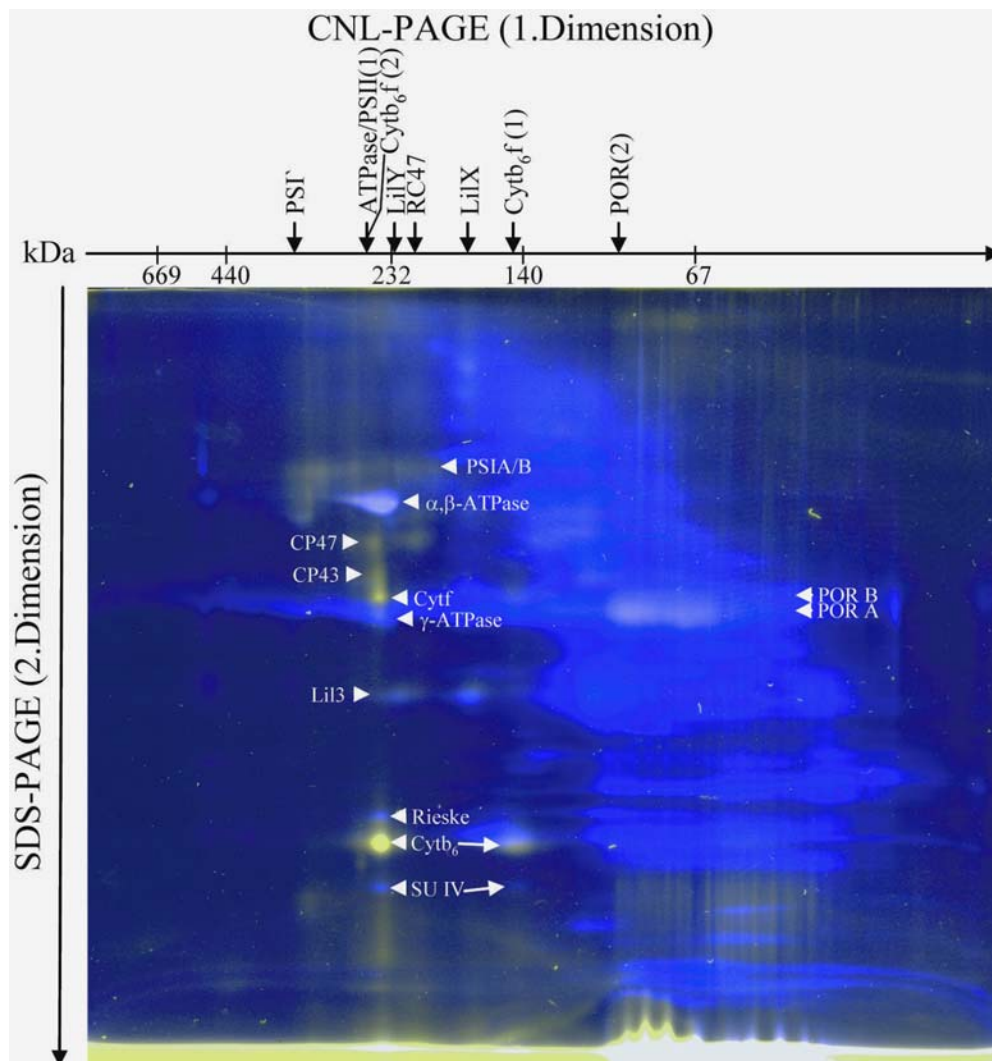 CNL-PAGE (1.Dimension)
PSI`
ATPase/PSII(1)
Cytb₆f (2)
LilY
RC47
LilX
Cytb₆f (1)
POR(2)
kDa
669 440 232 140 67
SDS-PAGE (2.Dimension)
PSIA/B
α,β-ATPase
CP47
CP43
Cytf
γ-ATPase
POR B
POR A
Lil3
Rieske
Cytb₆
SU IV